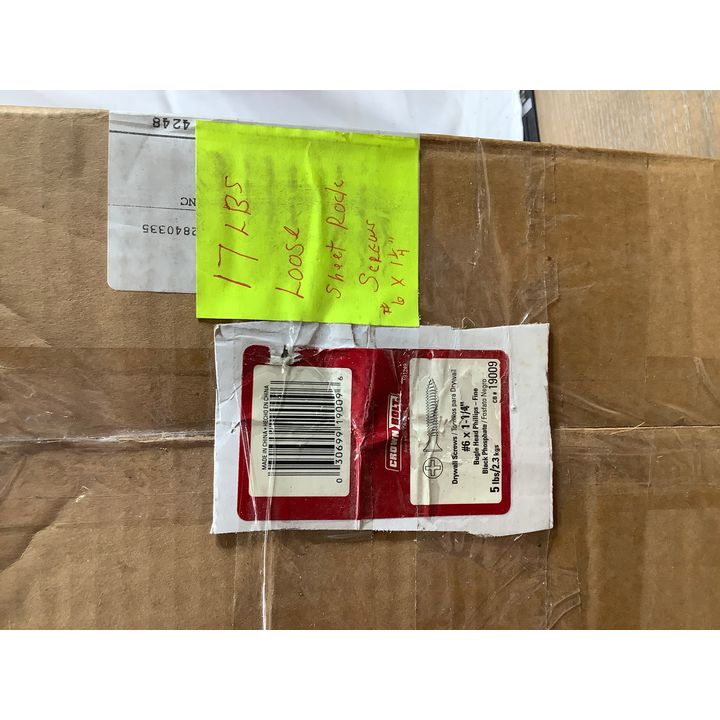 4248
NC
2840335
17 LBS
Loose
Sheet Rock
Screws
#6 x 1 1/4"
MADE IN CHINA • HECHO EN CHINA
0 30699 19009 6
CROWN BOLT
Drywall Screws / Tornillos para Drywall
#6 x 1-1/4"
Bugle Head Phillips – Fine
Black Phosphate / Fosfato Negro
5 lbs/2.3 kgs
CB # 19009